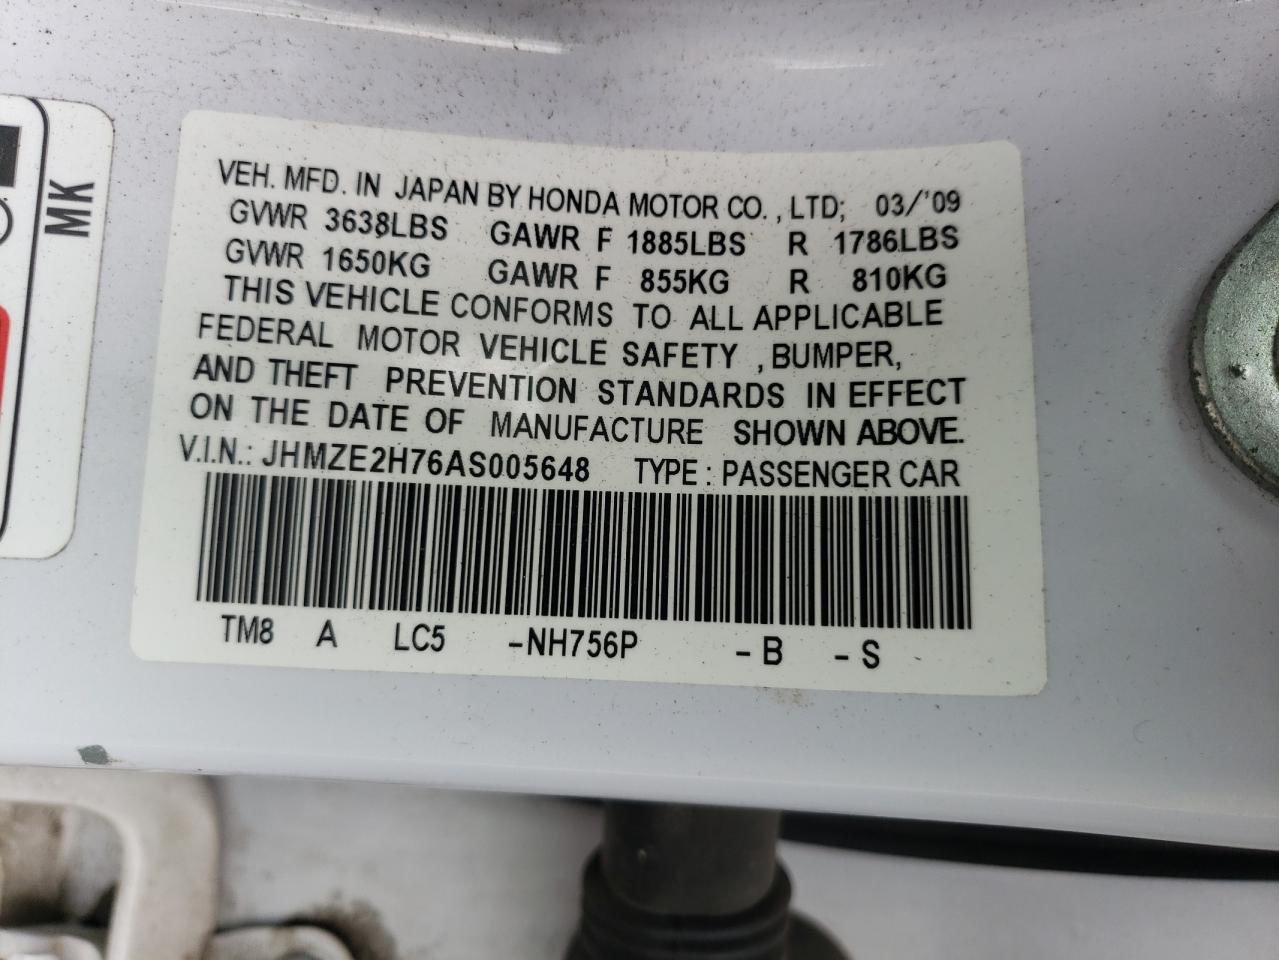 MK
VEH. MFD. IN JAPAN BY HONDA MOTOR CO., LTD; 03/'09
GVWR 3638LBS GAWR F 1885LBS R 1786LBS
GVWR 1650KG GAWR F 855KG R 810KG
THIS VEHICLE CONFORMS TO ALL APPLICABLE
FEDERAL MOTOR VEHICLE SAFETY , BUMPER,
AND THEFT PREVENTION STANDARDS IN EFFECT
ON THE DATE OF MANUFACTURE SHOWN ABOVE.
V.I.N.: JHMZE2H76AS005648 TYPE : PASSENGER CAR
TM8 A LC5 -NH756P - B - S